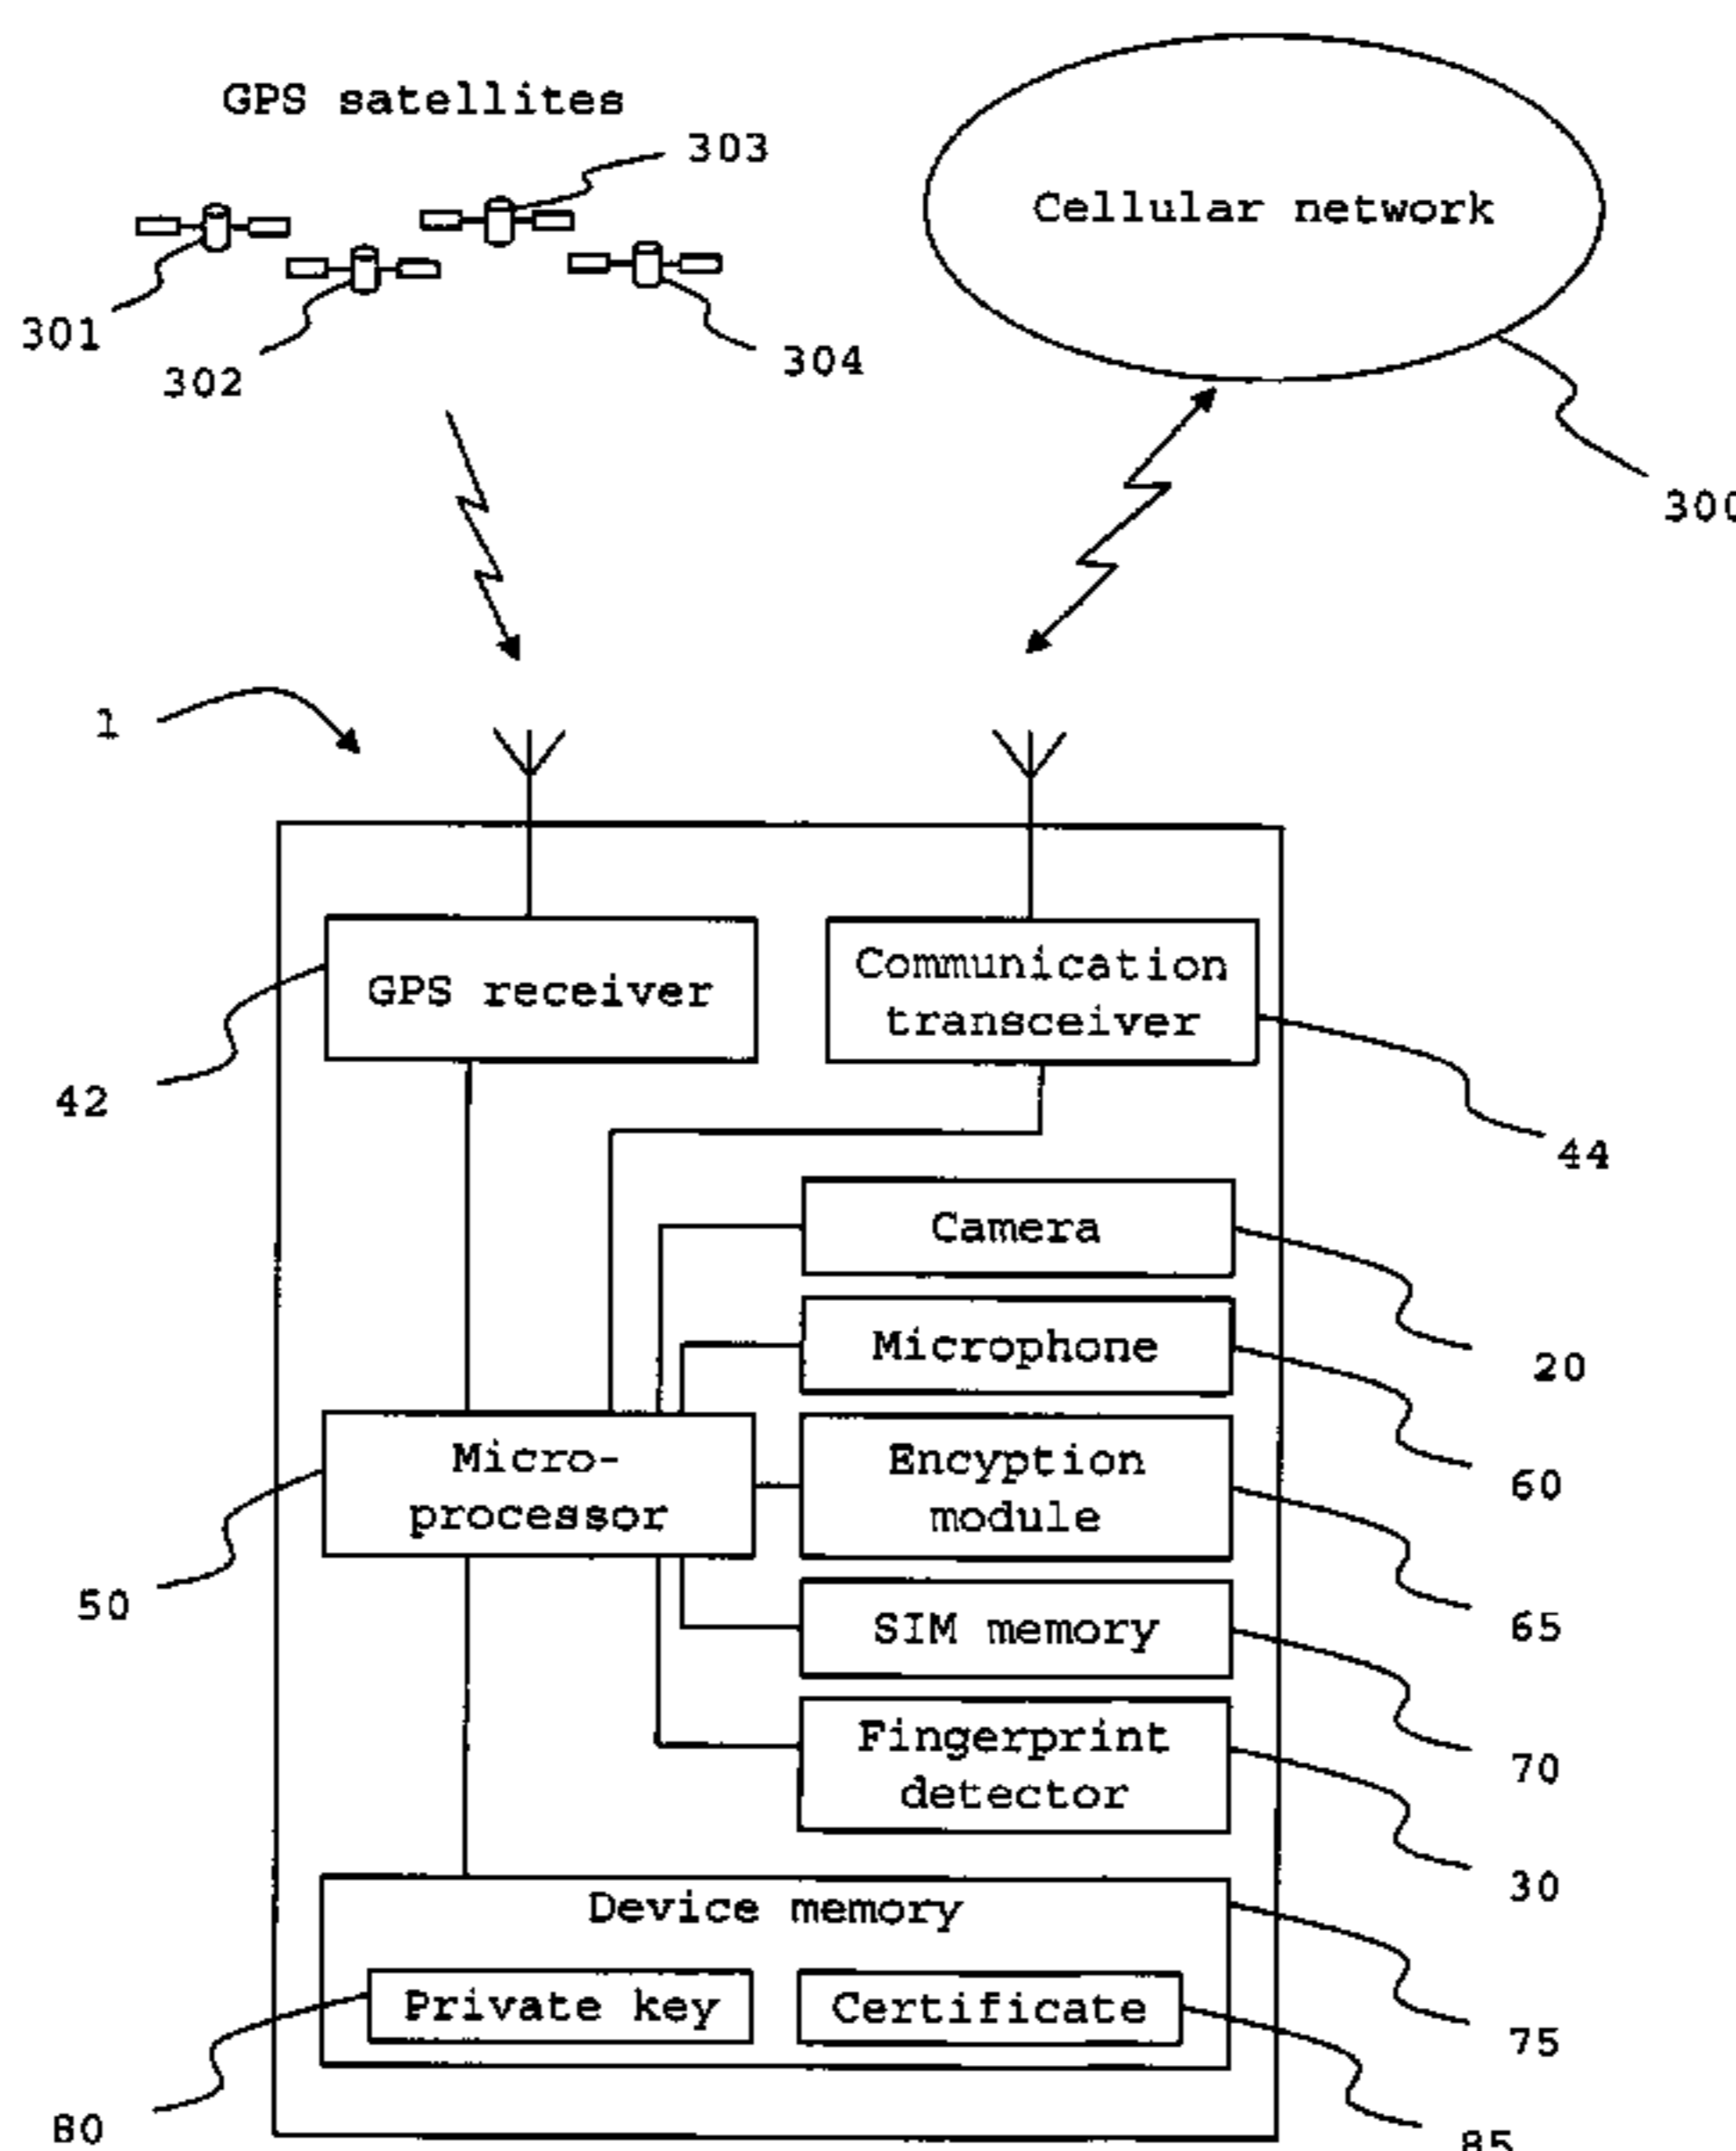 GPS satellites
303
Cellular network
301
302
304
300
1
GPS receiver
Communication
transceiver
42
44
Camera
20
Microphone
60
Micro-
processor
Encyption
module
50
65
SIM memory
70
Fingerprint
detector
30
Device memory
Private key
Certificate
75
80
85